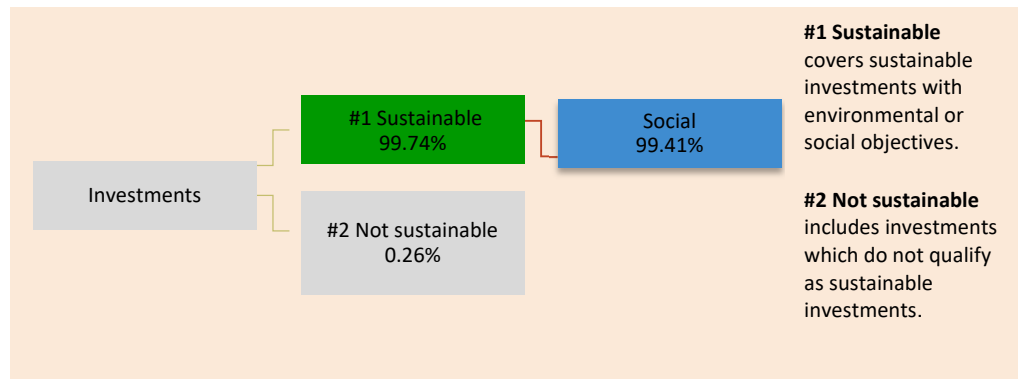 Investments
#1 Sustainable
99.74%
#2 Not sustainable
0.26%
Social
99.41%
#1 Sustainable
covers sustainable
investments with
environmental or
social objectives.
#2 Not sustainable
includes investments
which do not qualify
as sustainable
investments.